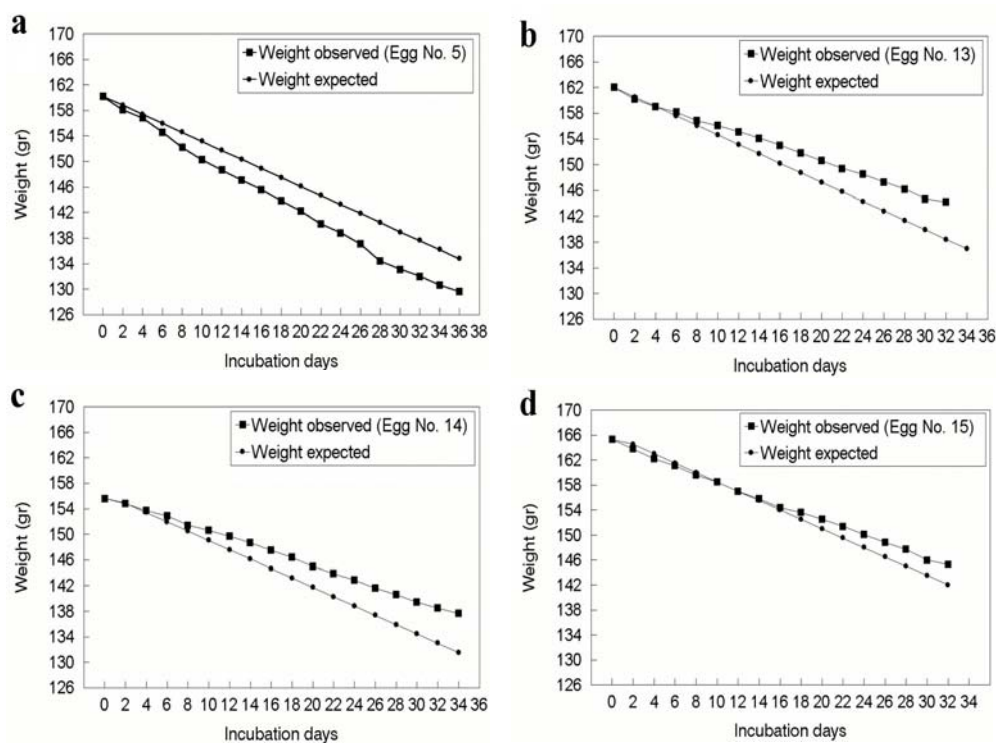 a
170
166
162
158
154
150
146
142
138
134
130
126
Weight (gr)
Weight observed (Egg No. 5)
Weight expected
0 2 4 6 8 10 12 14 16 18 20 22 24 26 28 30 32 34 36 38
Incubation days
b
170
166
162
158
154
150
146
142
138
134
130
126
Weight (gr)
Weight observed (Egg No. 13)
Weight expected
0 2 4 6 8 10 12 14 16 18 20 22 24 26 28 30 32 34 36
Incubation days
c
170
166
162
158
154
150
146
142
138
134
130
126
Weight (gr)
Weight observed (Egg No. 14)
Weight expected
0 2 4 6 8 10 12 14 16 18 20 22 24 26 28 30 32 34 36
Incubation days
d
170
166
162
158
154
150
146
142
138
134
130
126
Weight (gr)
Weight observed (Egg No. 15)
Weight expected
0 2 4 6 8 10 12 14 16 18 20 22 24 26 28 30 32 34
Incubation days